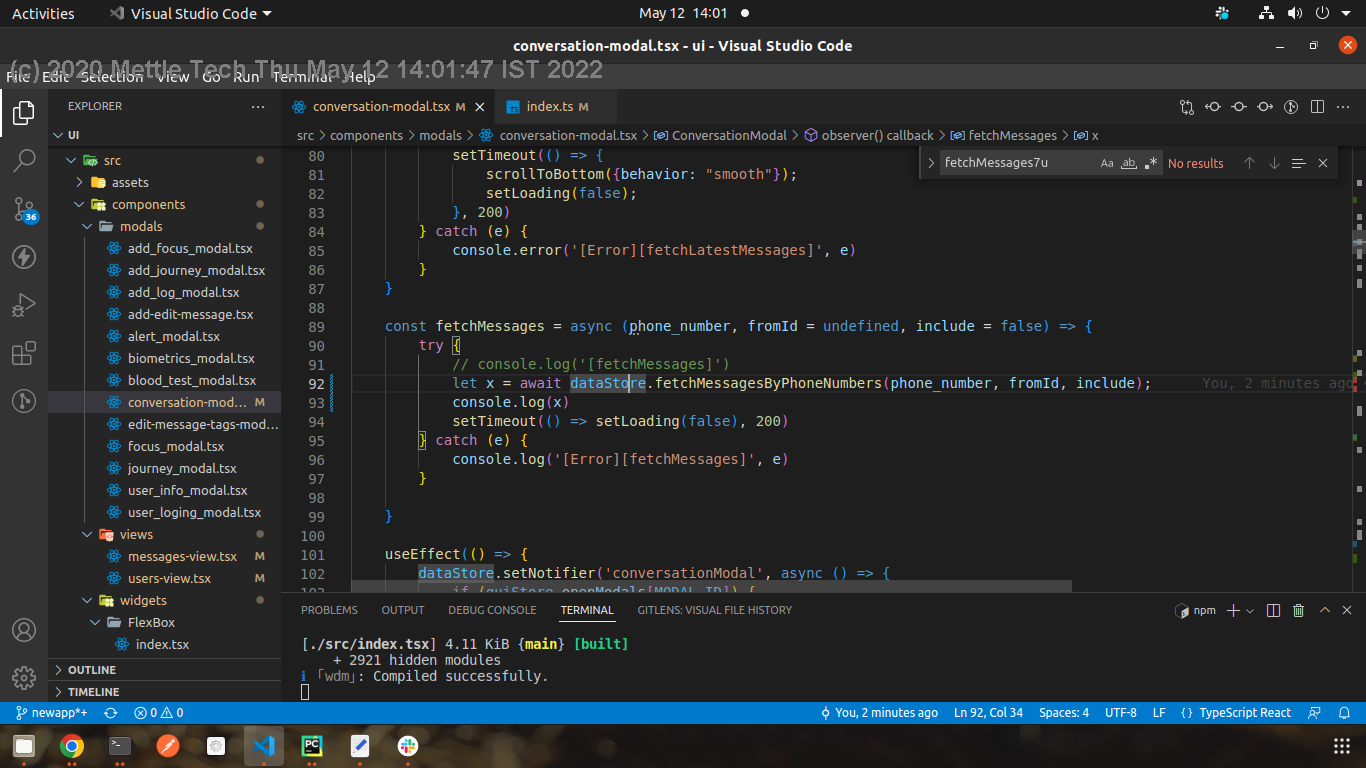 Activities
Visual Studio Code
May 12 14:01
conversation-modal.tsx - ui - Visual Studio Code
(c) 2020 Mettle Tech Thu May 12 14:01:47 IST 2022
File Edit Selection View Go Run Terminal Help
EXPLORER
conversation-modal.tsx M
index.ts M
UI
src > components > modals > conversation-modal.tsx > ConversationModal > observer() callback > fetchMessages > x
fetchMessages7u
Aa ab .*
No results
src
assets
components
modals
add_focus_modal.tsx
add_journey_modal.tsx
add_log_modal.tsx
add-edit-message.tsx
alert_modal.tsx
biometrics_modal.tsx
blood_test_modal.tsx
conversation-mod... M
edit-message-tags-mod...
focus_modal.tsx
journey_modal.tsx
user_info_modal.tsx
user_loging_modal.tsx
views
messages-view.tsx M
users-view.tsx M
widgets
FlexBox
index.tsx
OUTLINE
TIMELINE
36
80 setTimeout(() => {
81 scrollToBottom({behavior: "smooth"});
82 setLoading(false);
83 }, 200)
84 } catch (e) {
85 console.error('[Error][fetchLatestMessages]', e)
86 }
87 }
88
89 const fetchMessages = async (phone_number, fromId = undefined, include = false) => {
90 try {
91 // console.log('[fetchMessages]')
92 let x = await dataStore.fetchMessagesByPhoneNumbers(phone_number, fromId, include); You, 2 minutes ago
93 console.log(x)
94 setTimeout(() => setLoading(false), 200)
95 } catch (e) {
96 console.log('[Error][fetchMessages]', e)
97 }
98
99 }
100
101 useEffect(() => {
102 dataStore.setNotifier('conversationModal', async () => {
103 if (guiStore.openModals[MODAL_ID]) {
PROBLEMS OUTPUT DEBUG CONSOLE TERMINAL GITLENS: VISUAL FILE HISTORY
npm
[./src/index.tsx] 4.11 KiB {main} [built]
+ 2921 hidden modules
ℹ ｢wdm｣: Compiled successfully.
newapp*+
0 0
You, 2 minutes ago
Ln 92, Col 34
Spaces: 4
UTF-8
LF
{} TypeScript React